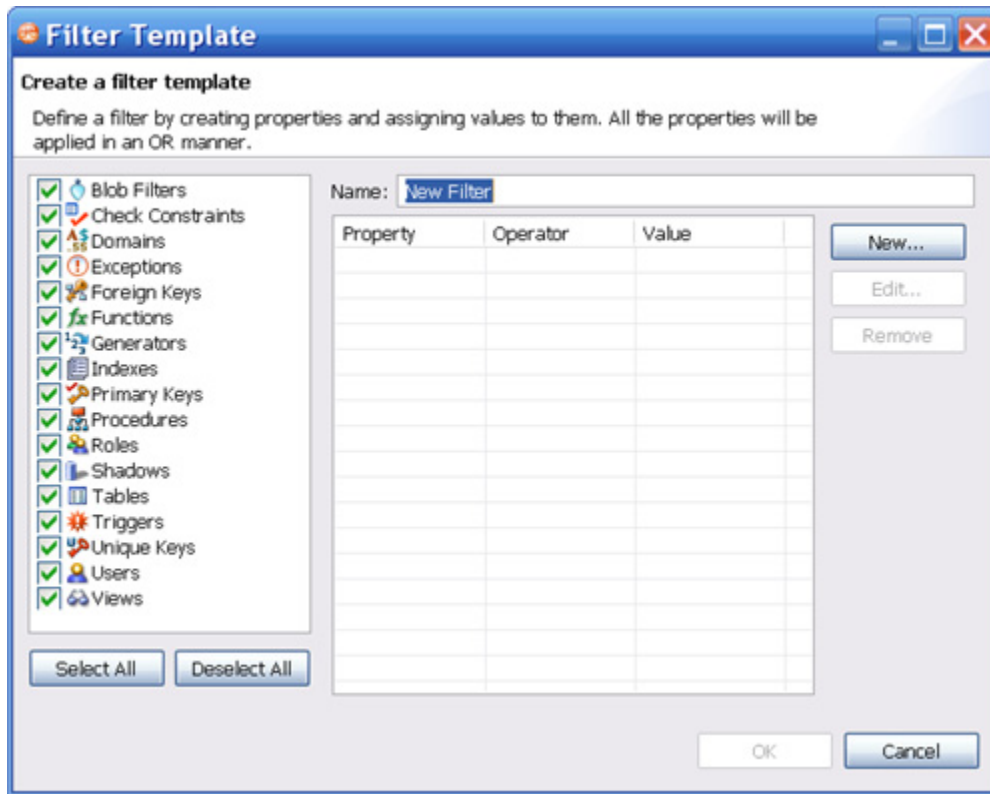 Filter Template
Create a filter template
Define a filter by creating properties and assigning values to them. All the properties will be
applied in an OR manner.
Blob Filters
Check Constraints
Domains
Exceptions
Foreign Keys
Functions
Generators
Indexes
Primary Keys
Procedures
Roles
Shadows
Tables
Triggers
Unique Keys
Users
Views
Select All
Deselect All
Name: New Filter
Property Operator Value
New...
Edit...
Remove
OK
Cancel